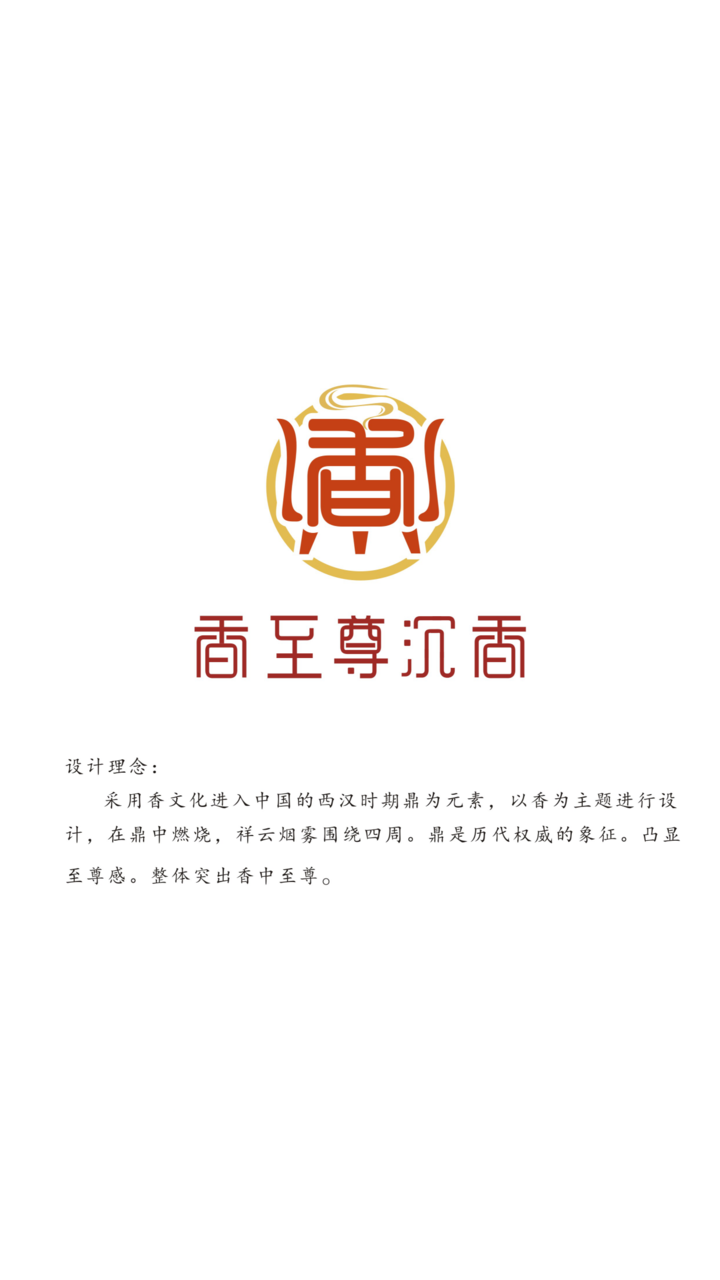 香
香至尊沉香
设计理念：
采用香文化进入中国的西汉时期鼎为元素，以香为主题进行设
计，在鼎中燃烧，祥云烟雾围绕四周。鼎是历代权威的象征。凸显
至尊感。整体突出香中至尊。